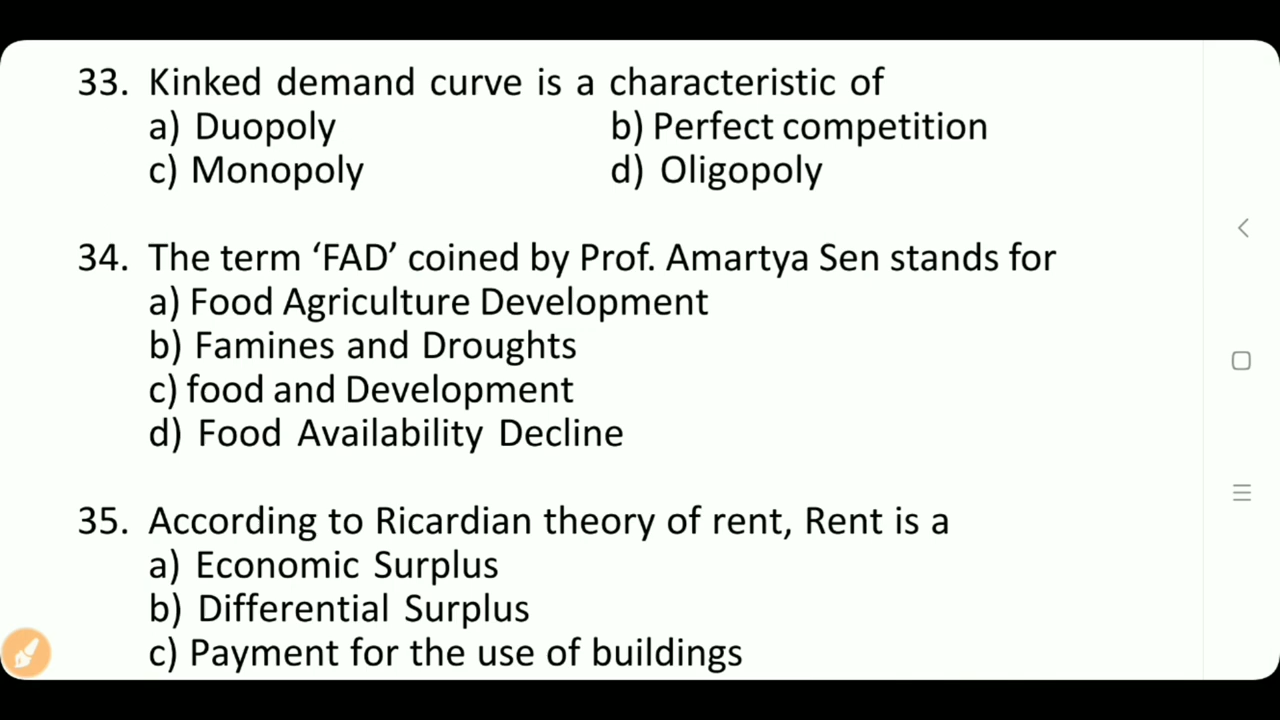 33. Kinked demand curve is a characteristic of
a) Duopoly b) Perfect competition
c) Monopoly d) Oligopoly
34. The term ‘FAD’ coined by Prof. Amartya Sen stands for
a) Food Agriculture Development
b) Famines and Droughts
c) food and Development
d) Food Availability Decline
35. According to Ricardian theory of rent, Rent is a
a) Economic Surplus
b) Differential Surplus
c) Payment for the use of buildings